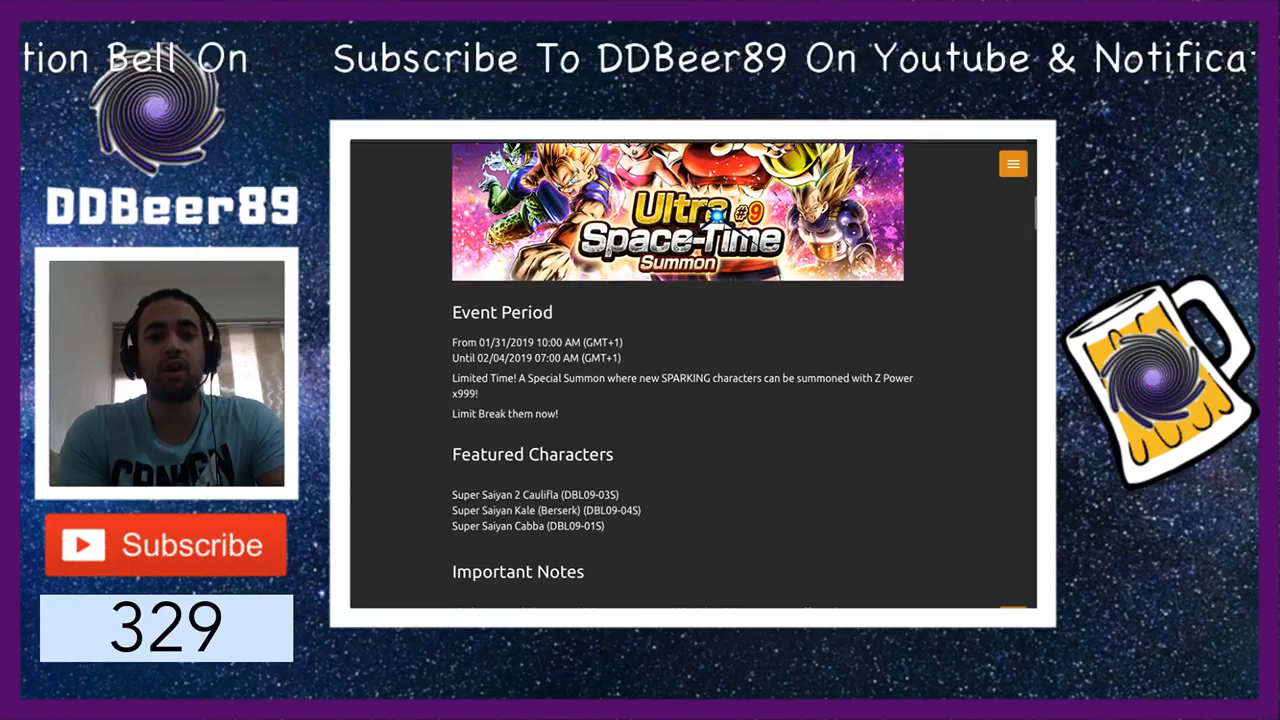 tion Bell On Subscribe To DDBeer89 On Youtube & Notifica
DDBeer89
Subscribe
329
Ultra #9
Space-Time
Summon
Event Period
From 01/31/2019 10:00 AM (GMT+1)
Until 02/04/2019 07:00 AM (GMT+1)
Limited Time! A Special Summon where new SPARKING characters can be summoned with Z Power
x999!
Limit Break them now!
Featured Characters
Super Saiyan 2 Caulifla (DBL09-03S)
Super Saiyan Kale (Berserk) (DBL09-04S)
Super Saiyan Cabba (DBL09-01S)
Important Notes